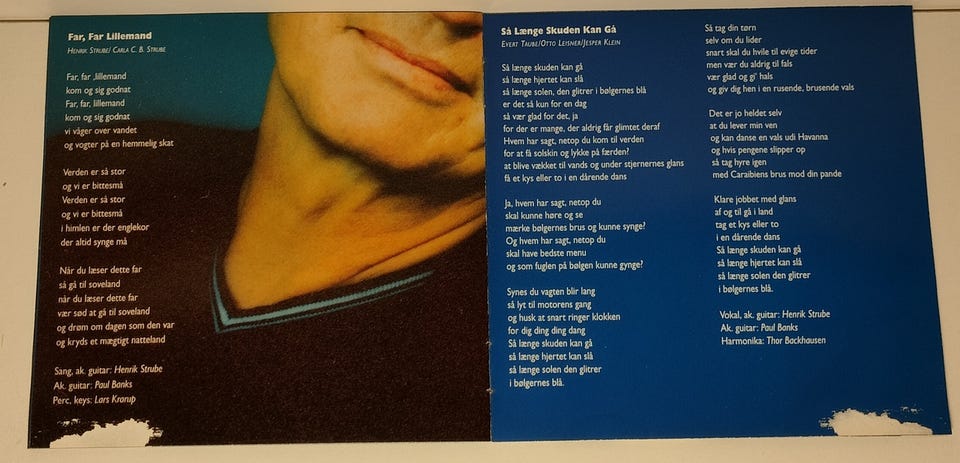 Far, Far Lillemand
HENRIK STRUBE/ CARLA C. B. STRUBE
Far, far ,lillemand
kom og sig godnat
Far, far, lillemand
kom og sig godnat
vi våger over vandet
og vogter på en hemmelig skat
Verden er så stor
og vi er bittesmå
Verden er så stor
og vi er bittesmå
i himlen er der englekor
der altid synge må
Når du læser dette far
så gå til soveland
når du læser dette far
vær sød at gå til soveland
og drøm om dagen som den var
og kryds et mægtigt natteland
Sang, ak. guitar: Henrik Strube
Ak. guitar: Paul Banks
Perc, keys: Lars Krarup
Så Længe Skuden Kan Gå
EVERT TAUBE/OTTO LEISNER/JESPER KLEIN
Så længe skuden kan gå
så længe hjertet kan slå
så længe solen, den glitrer i bølgernes blå
er det så kun for en dag
så vær glad for det, ja
for der er mange, der aldrig får glimtet deraf
Hvem har sagt, netop du kom til verden
for at få solskin og lykke på færden?
at blive vækket til vands og under stjernernes glans
få et kys eller to i en dårende dans
Ja, hvem har sagt, netop du
skal kunne høre og se
mærke bølgernes brus og kunne synge?
Og hvem har sagt, netop du
skal have bedste menu
og som fuglen på bølgen kunne gynge?
Synes du vagten blir lang
så lyt til motorens gang
og husk at snart ringer klokken
for dig ding ding dang
Så længe skuden kan gå
så længe hjertet kan slå
så længe solen den glitrer
i bølgernes blå.
Så tag din tørn
selv om du lider
snart skal du hvile til evige tider
men vær du aldrig til fals
vær glad og gi' hals
og giv dig hen i en rusende, brusende vals
Det er jo heldet selv
at du lever min ven
og kan danse en vals udi Havanna
og hvis pengene slipper op
så tag hyre igen
med Caraibiens brus mod din pande
Klare jobbet med glans
af og til gå i land
tag et kys eller to
i en dårende dans
Så længe skuden kan gå
så længe hjertet kan slå
så længe solen den glitrer
i bølgernes blå.
Vokal, ak. guitar: Henrik Strube
Ak. guitar: Paul Banks
Harmonika: Thor Backhausen